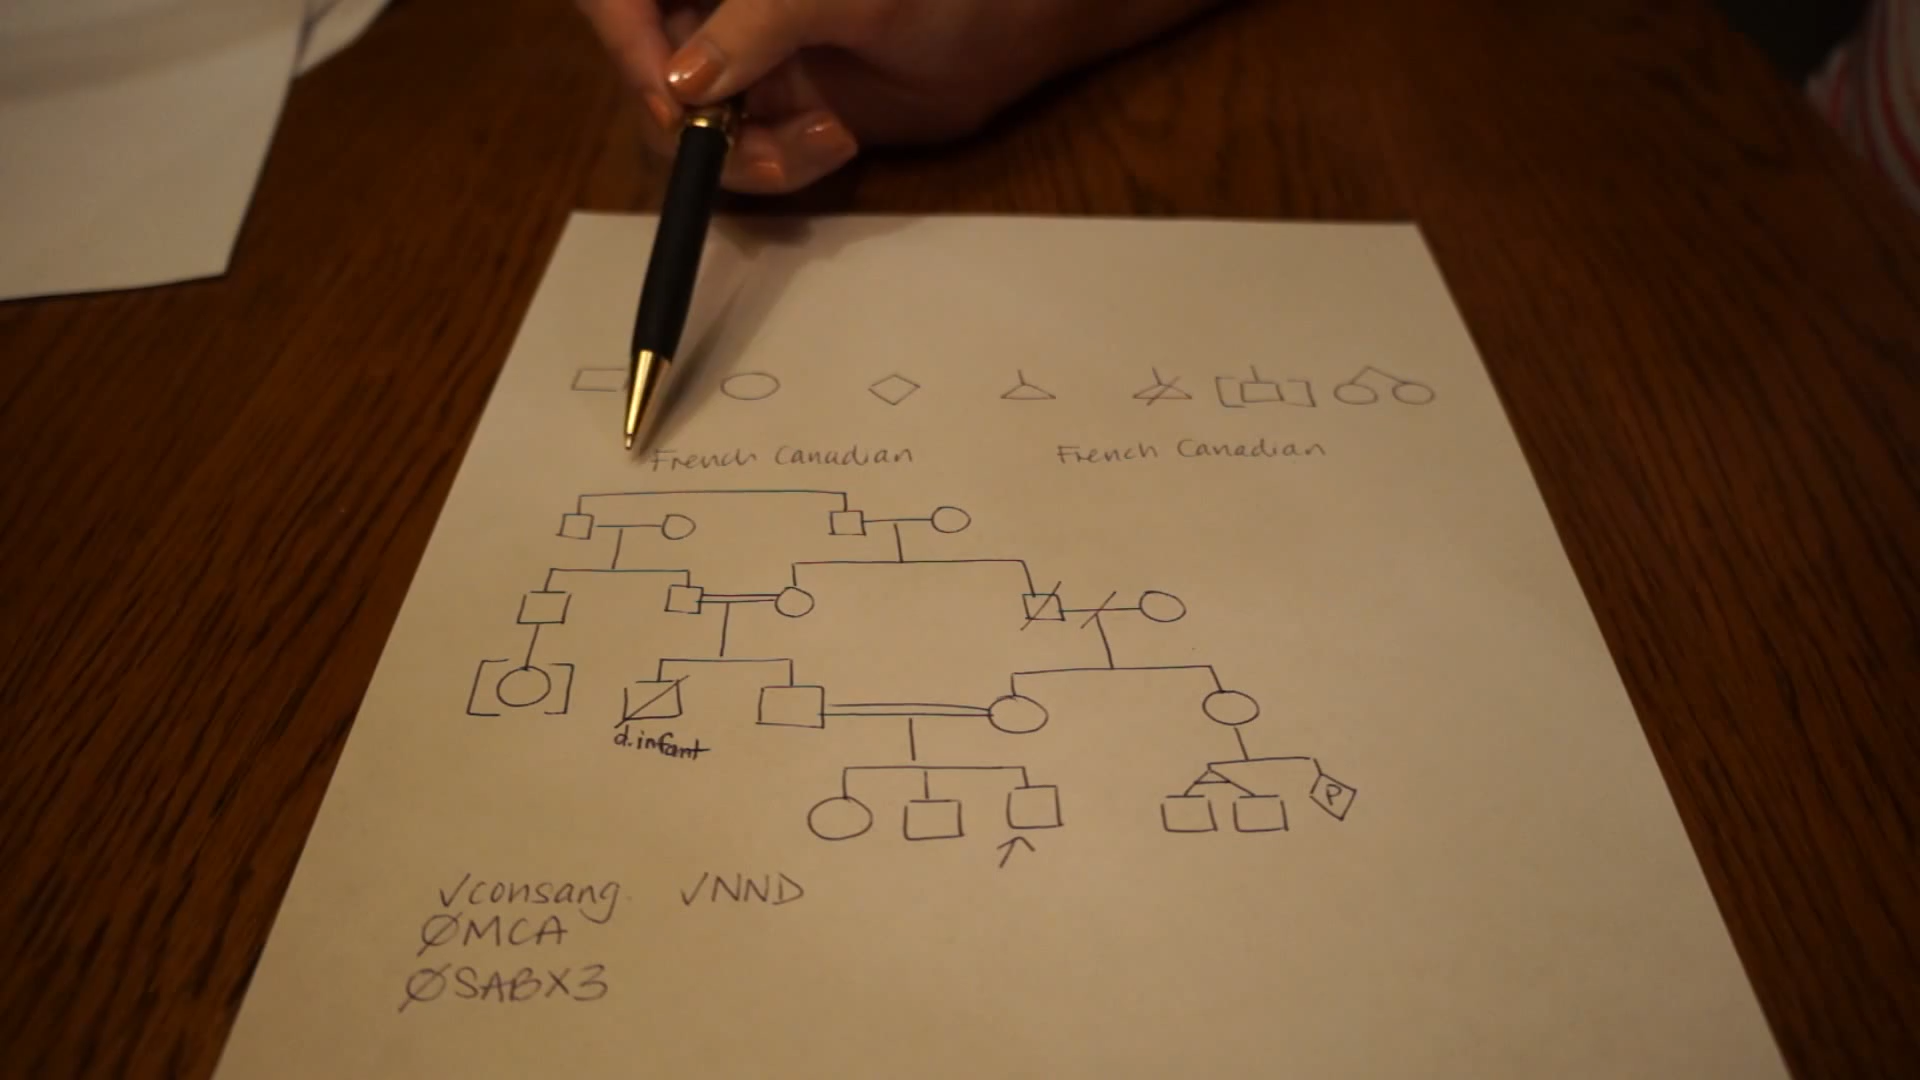 French Canadian French Canadian
d. infant
P
✓consang. ✓NND
ØMCA
ØSABX3